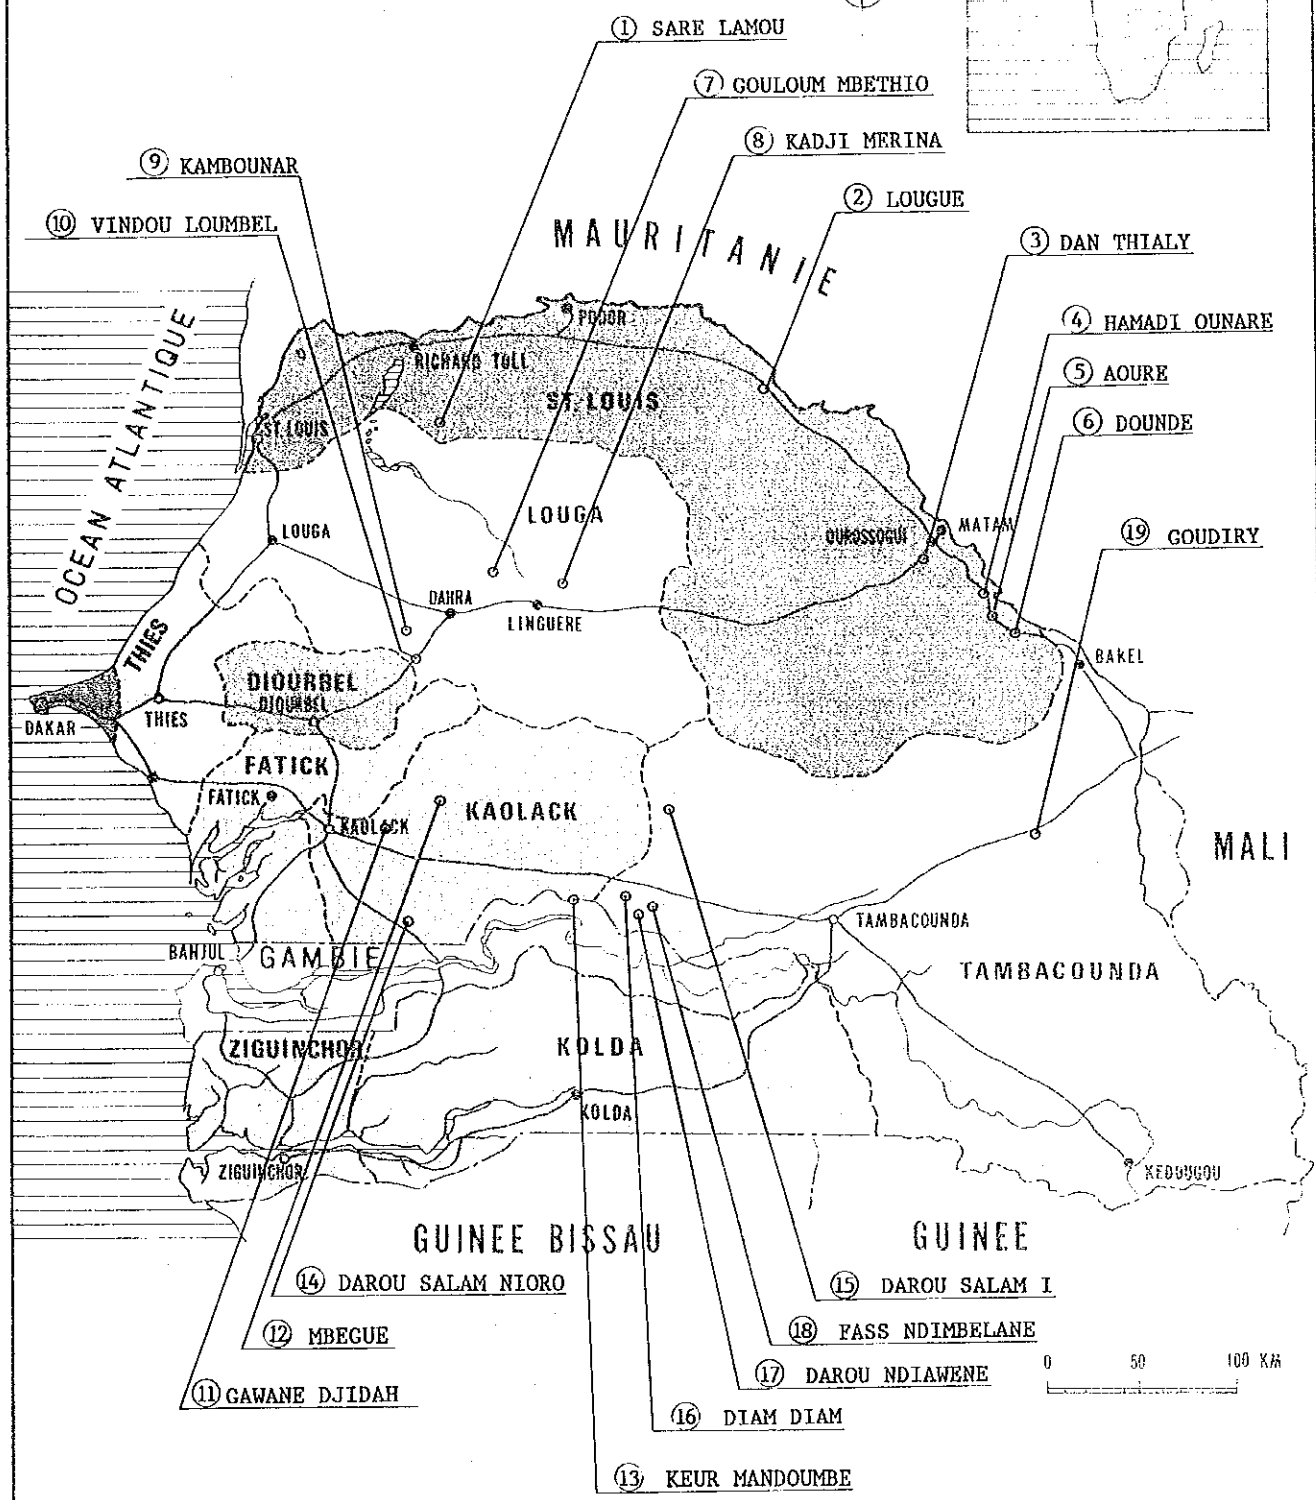 ① SARE LAMOU
⑦ GOULOUM MBETHIO
⑧ KADJI MERINA
⑨ KAMBOUNAR
② LOUGUE
⑩ VINDOU LOUMBEL
MAURITANIE
③ DAN THIALY
④ HAMADI OUNARE
⑤ AOURE
⑥ DOUNDE
OCEAN ATLANTIQUE
PODOR
RICHARD TOLL
ST. LOUIS
ST. LOUIS
LOUGA
LOUGA
OUROSSOGUI
MATAM
⑲ GOUDIRY
DAHRA
LINGUERE
THIES
BAKEL
DIOURBEL
DIOURBEL
THIES
DAKAR
FATICK
FATICK
KAOLACK
KAOLACK
MALI
TAMBACOUNDA
BANJUL
GAMBIE
TAMBACOUNDA
ZIGUINCHOR
KOLDA
KOLDA
ZIGUINCHOR
KEDOUGOU
GUINEE BISSAU
GUINEE
⑭ DAROU SALAM NIORO
⑮ DAROU SALAM I
⑫ MBEGUE
⑱ FASS NDIMBELANE
0 50 100 KM
⑰ DAROU NDIAWENE
⑪ GAWANE DJIDAH
⑯ DIAM DIAM
⑬ KEUR MANDOUMBE